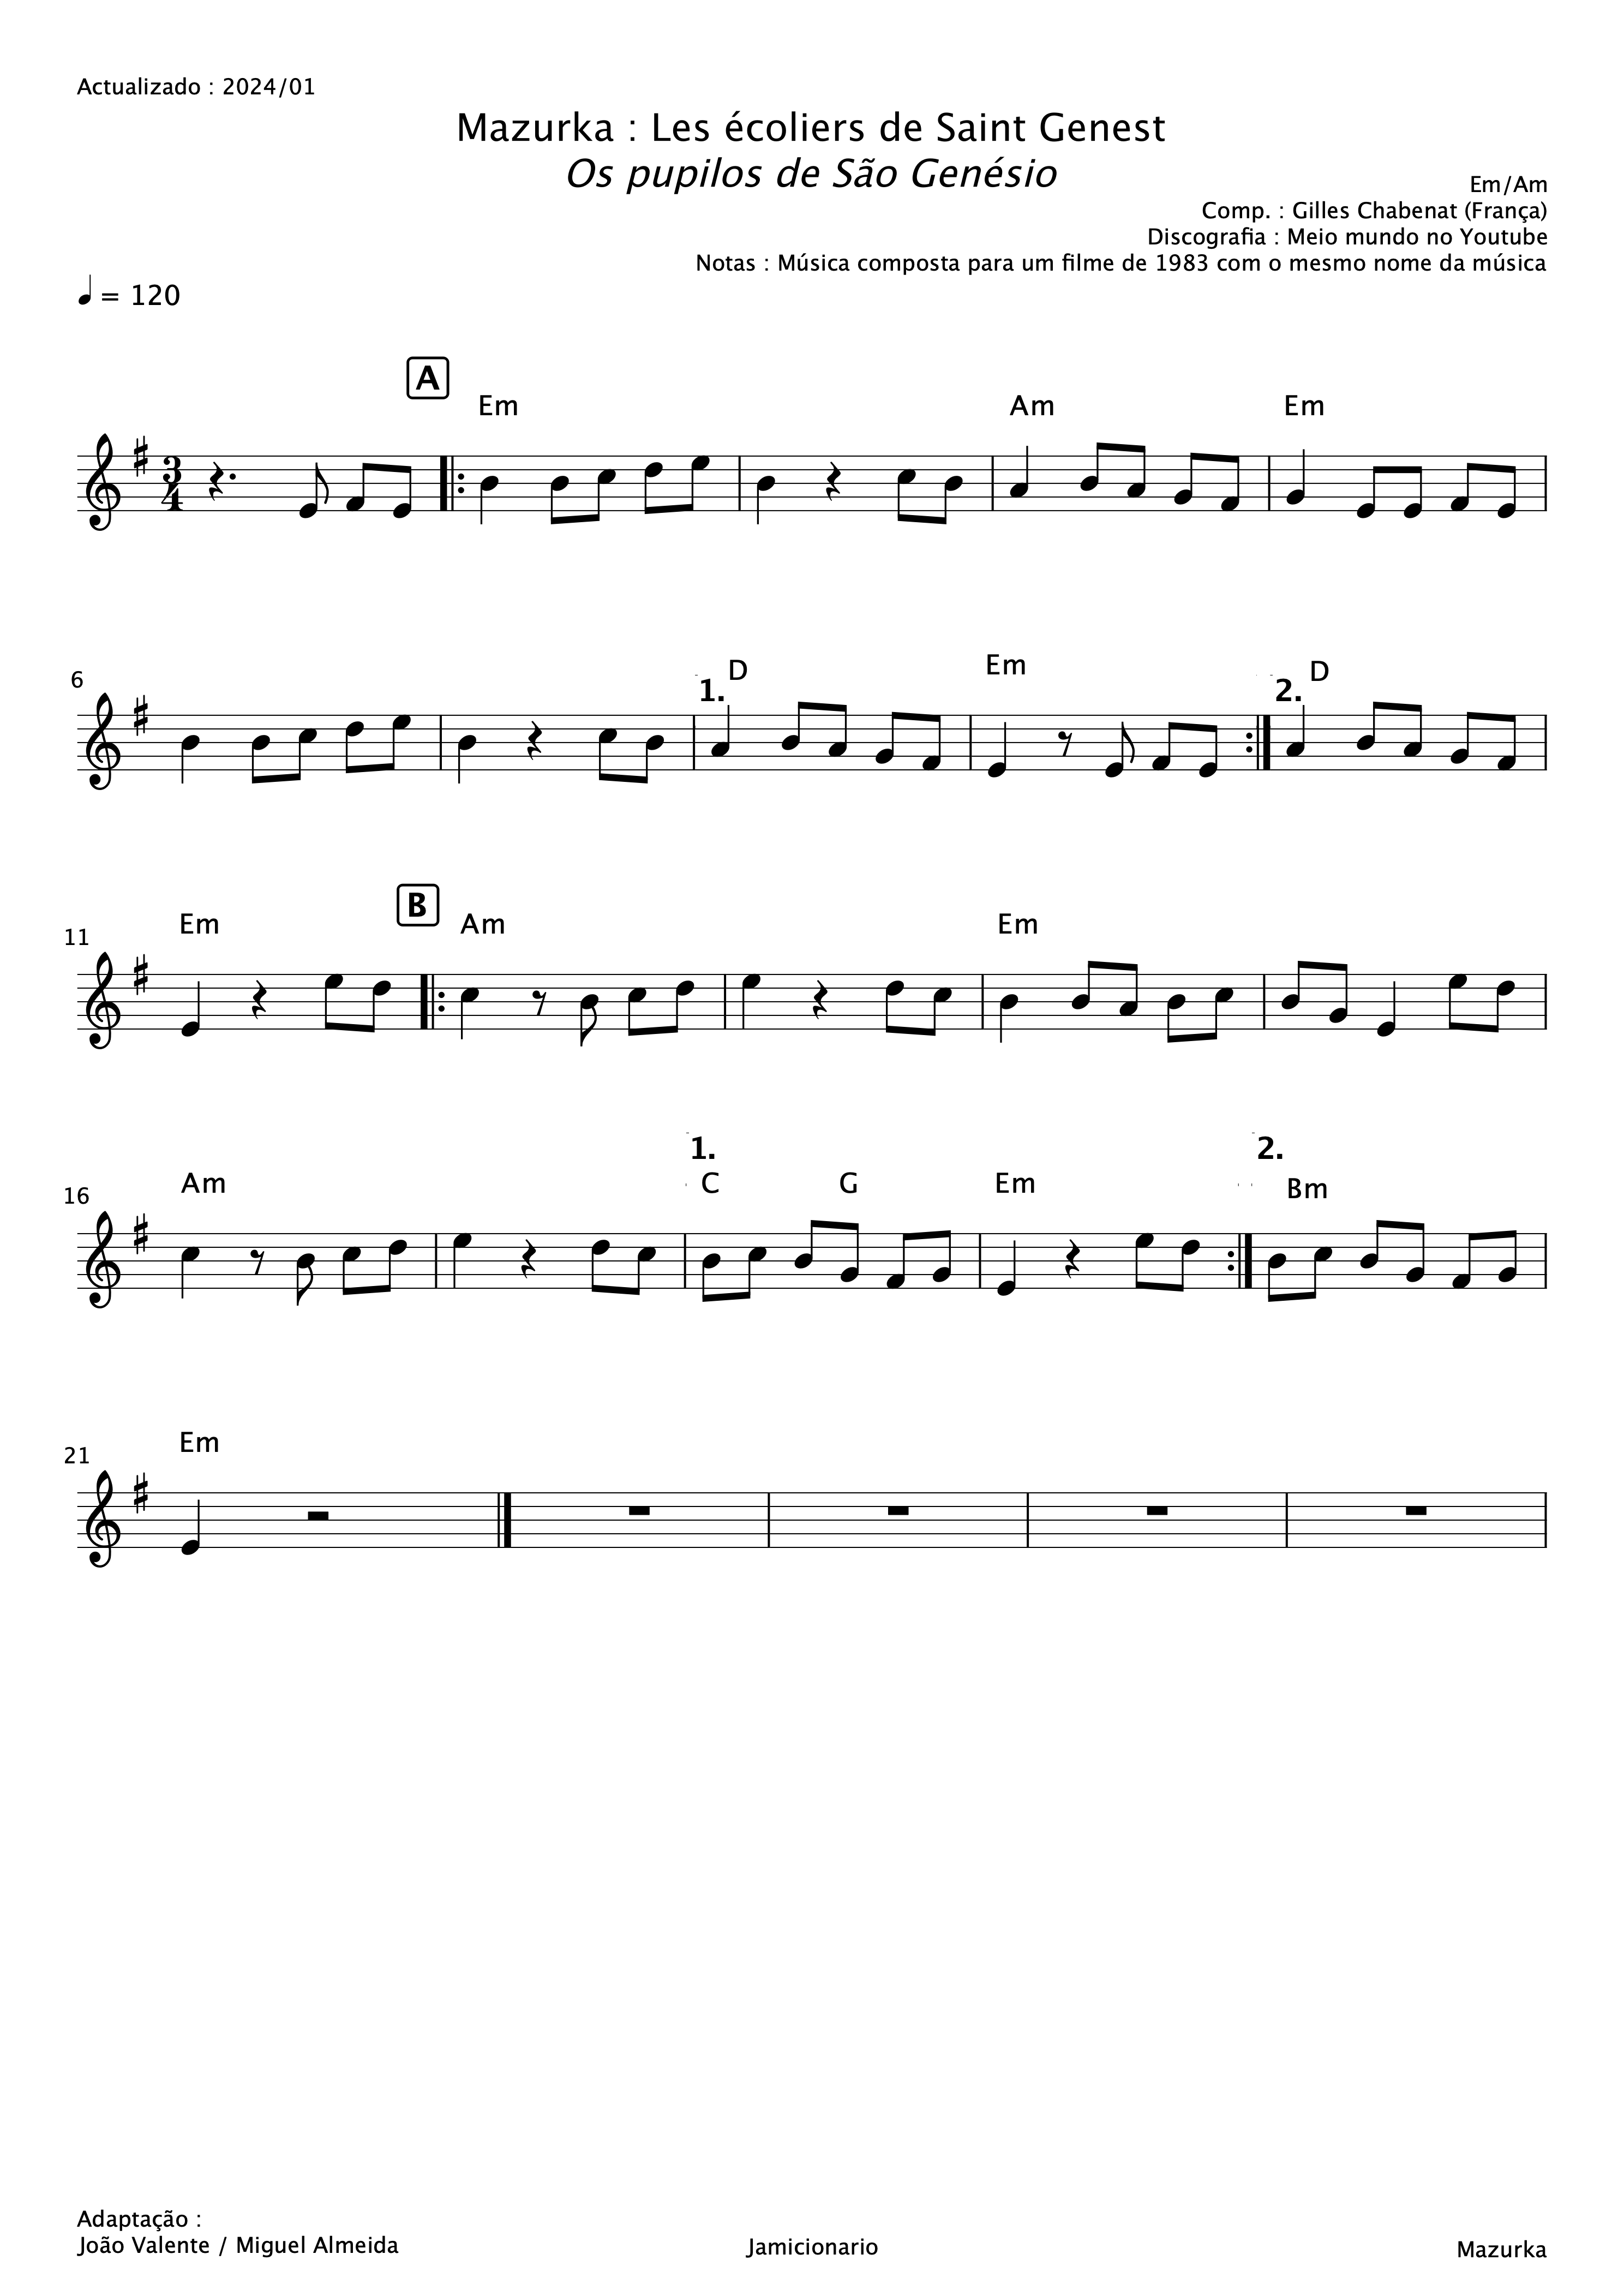 Actualizado : 2024/01
Mazurka : Les écoliers de Saint Genest
Os pupilos de São Genésio
Em/Am
Comp. : Gilles Chabenat (França)
Discografia : Meio mundo no Youtube
Notas : Música composta para um filme de 1983 com o mesmo nome da música
= 120
A
Em Am Em
3
4
6
1. D Em 2. D
11
Em B Am Em
1. 2.
16
Am C G Em Bm
21
Em
Adaptação :
João Valente / Miguel Almeida
Jamicionario
Mazurka